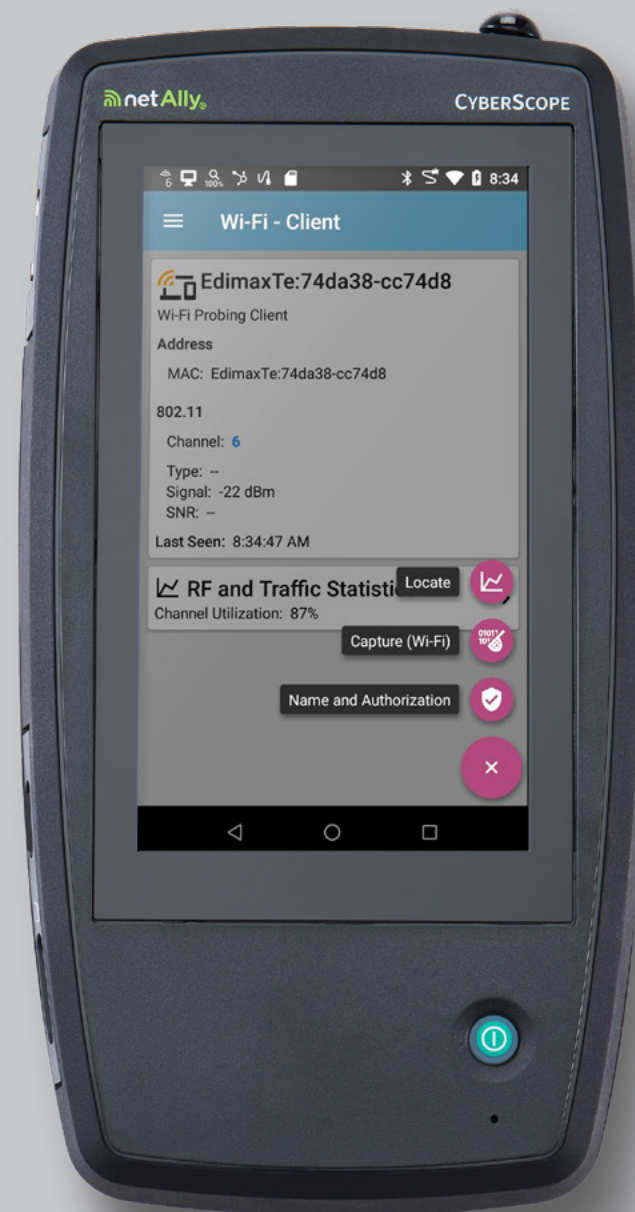 netAlly®
CYBERSCOPE
6 100% 8:34
Wi-Fi - Client
EdimaxTe:74da38-cc74d8
Wi-Fi Probing Client
Address
MAC: EdimaxTe:74da38-cc74d8
802.11
Channel: 6
Type: --
Signal: -22 dBm
SNR: --
Last Seen: 8:34:47 AM
RF and Traffic Statisti
Locate
Channel Utilization: 87%
Capture (Wi-Fi)
Name and Authorization